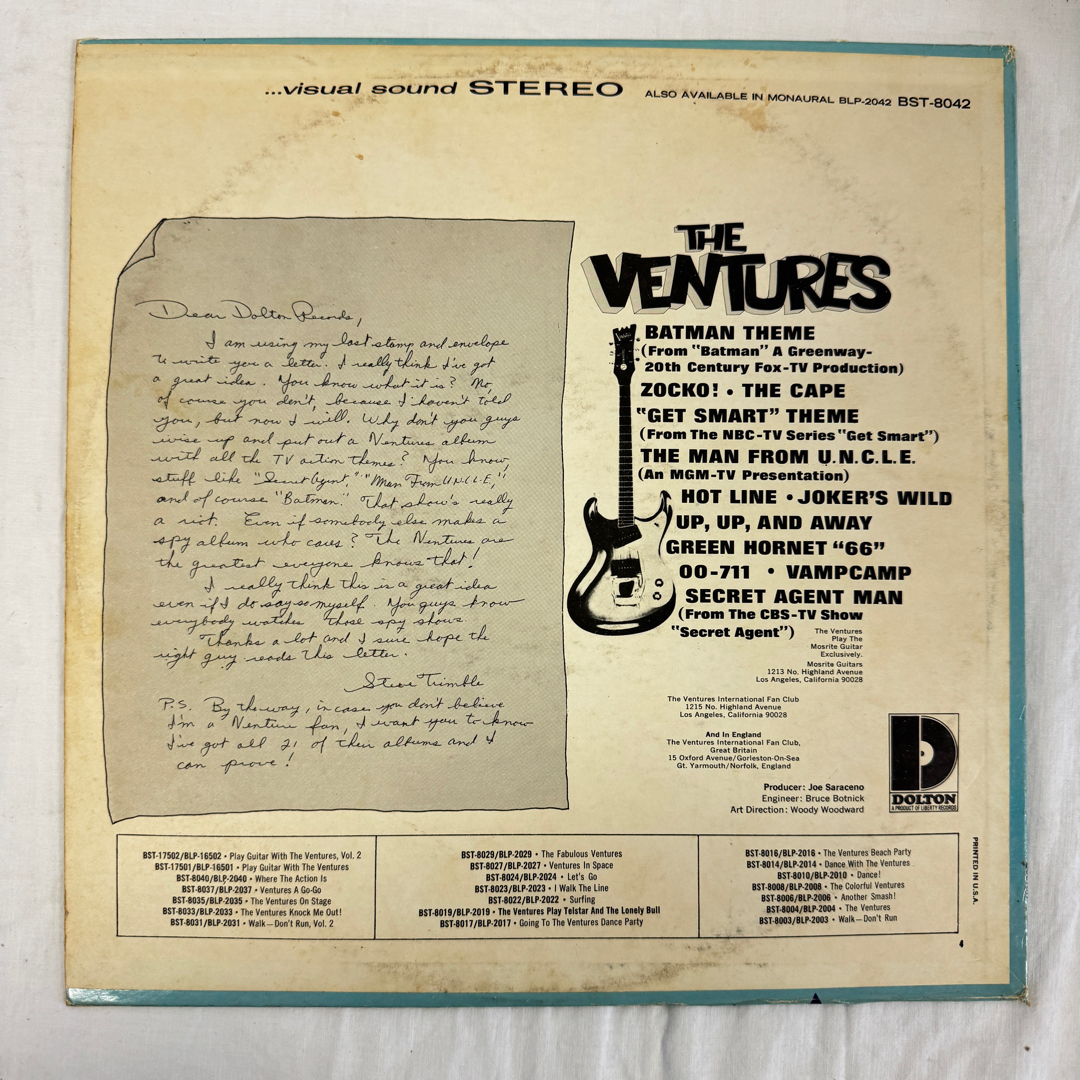 ...visual sound STEREO ALSO AVAILABLE IN MONAURAL BLP-2042 BST-8042
Dear Dolton Records,
I am using my last stamp and envelope
to write you a letter. I really think I've got
a great idea. You know what it is? No,
of course you don't, because I haven't told
you, but now I will. Why don't you guys
wise up and put out a Ventures album
with all the TV action themes? You know,
stuff like "Secret Agent," "Man From U.N.C.L.E,"
and of course "Batman." That show's really
a riot. Even if somebody else makes a
spy album who cares? The Ventures are
the greatest everyone knows that!
I really think this is a great idea
even if I do say so myself. You guys know
everybody watches those spy shows.
Thanks a lot and I sure hope the
right guy reads this letter.
Steve Trimble
P.S. By the way, in case you don't believe
I'm a Venture fan, I want you to know
I've got all 21 of their albums and I
can prove!
THE
VENTURES
BATMAN THEME
(From "Batman" A Greenway-
20th Century Fox-TV Production)
ZOCKO! • THE CAPE
"GET SMART" THEME
(From The NBC-TV Series "Get Smart")
THE MAN FROM U.N.C.L.E.
(An MGM-TV Presentation)
HOT LINE • JOKER'S WILD
UP, UP, AND AWAY
GREEN HORNET "66"
00-711 • VAMPCAMP
SECRET AGENT MAN
(From The CBS-TV Show
"Secret Agent")
The Ventures
Play The
Mosrite Guitar
Exclusively.
Mosrite Guitars
1213 No. Highland Avenue
Los Angeles, California 90028
The Ventures International Fan Club
1215 No. Highland Avenue
Los Angeles, California 90028
And In England
The Ventures International Fan Club,
Great Britain
15 Oxford Avenue/Gorleston-On-Sea
Gt. Yarmouth/Norfolk, England
Producer: Joe Saraceno
Engineer: Bruce Botnick
Art Direction: Woody Woodward
DOLTON
A PRODUCT OF LIBERTY RECORDS
BST-17502/BLP-16502 • Play Guitar With The Ventures, Vol. 2
BST-17501/BLP-16501 • Play Guitar With The Ventures
BST-8040/BLP-2040 • Where The Action Is
BST-8037/BLP-2037 • Ventures A Go-Go
BST-8035/BLP-2035 • The Ventures On Stage
BST-8033/BLP-2033 • The Ventures Knock Me Out!
BST-8031/BLP-2031 • Walk—Don't Run, Vol. 2
BST-8029/BLP-2029 • The Fabulous Ventures
BST-8027/BLP-2027 • Ventures In Space
BST-8024/BLP-2024 • Let's Go
BST-8023/BLP-2023 • I Walk The Line
BST-8022/BLP-2022 • Surfing
BST-8019/BLP-2019 • The Ventures Play Telstar And The Lonely Bull
BST-8017/BLP-2017 • Going To The Ventures Dance Party
BST-8016/BLP-2016 • The Ventures Beach Party
BST-8014/BLP-2014 • Dance With The Ventures
BST-8010/BLP-2010 • Dance!
BST-8008/BLP-2008 • The Colorful Ventures
BST-8006/BLP-2006 • Another Smash!
BST-8004/BLP-2004 • The Ventures
BST-8003/BLP-2003 • Walk—Don't Run
PRINTED IN U.S.A.
4